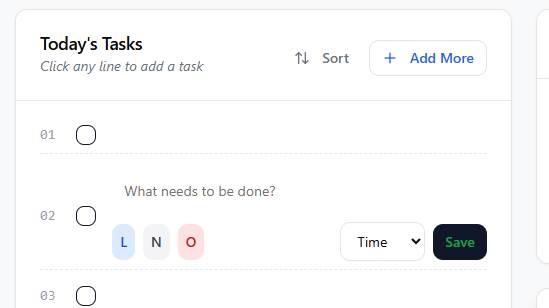 Today's Tasks
Click any line to add a task
Sort
Add More
01
What needs to be done?
02
L N O
Time
Save
03